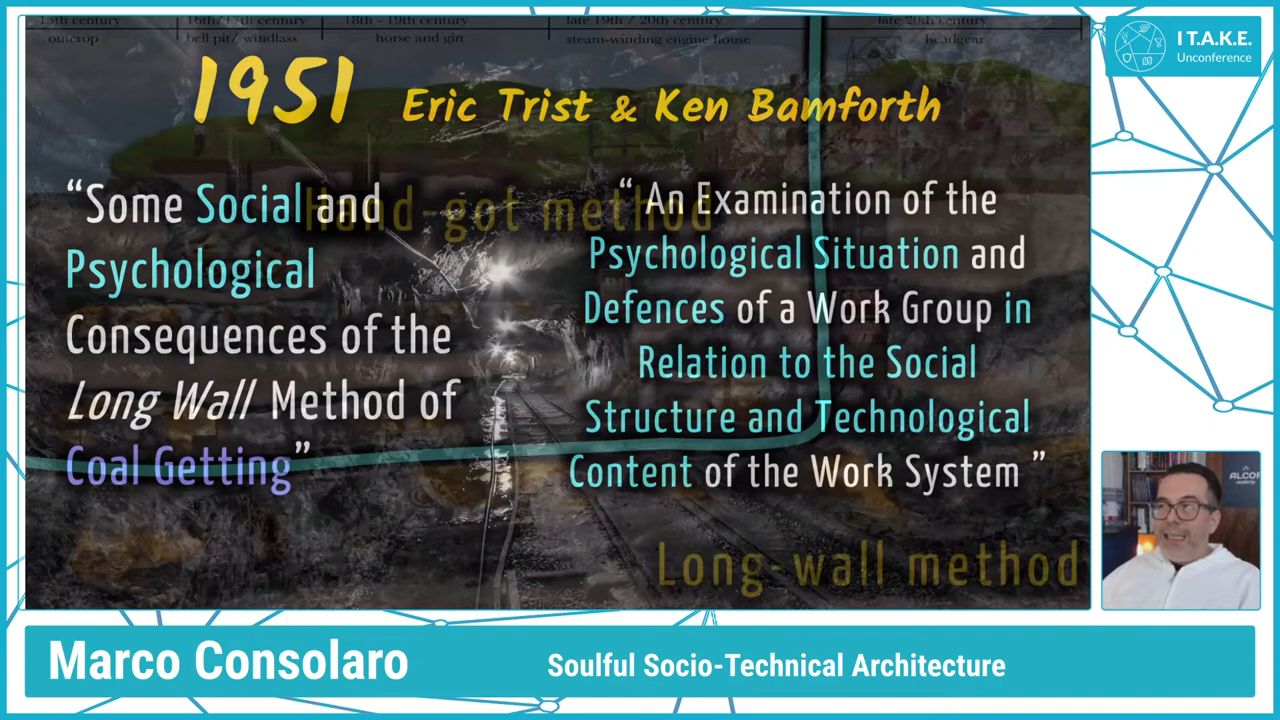 15th century
16th/17th century
18th - 19th century
late 19th / 20th century
late 20th century
outcrop
bell pit/ windlass
horse and gin
steam-winding engine house
headgear
1951
Eric Trist & Ken Bamforth
“Some Social and
Psychological
Consequences of the
Long Wall Method of
Coal Getting”
Hand-got method
“ An Examination of the
Psychological Situation and
Defences of a Work Group in
Relation to the Social
Structure and Technological
Content of the Work System ”
Long-wall method
I T.A.K.E.
Unconference
ALCOR
academy
Marco Consolaro
Soulful Socio-Technical Architecture